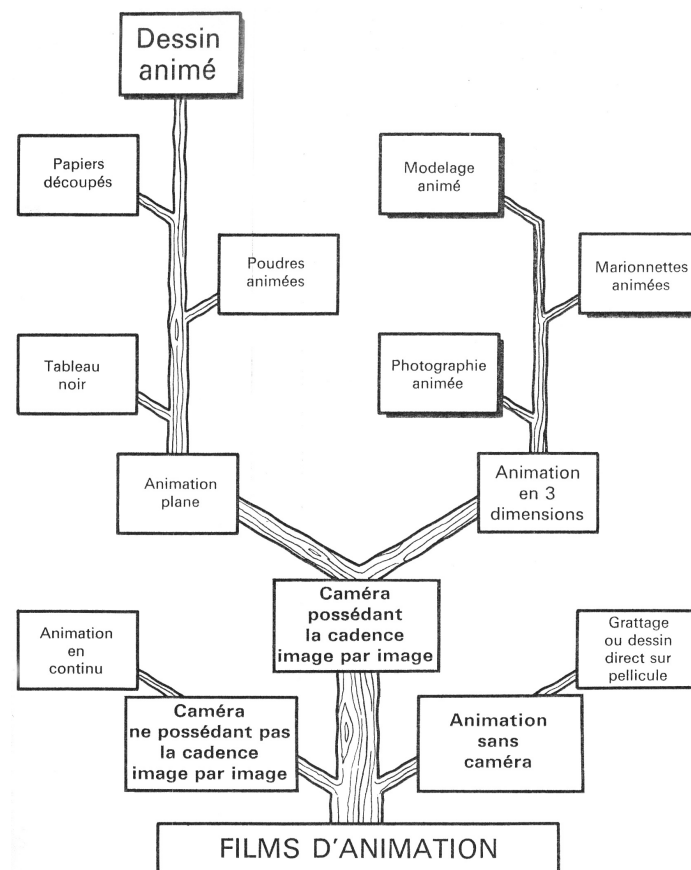 Dessin
animé
Papiers
découpés
Modelage
animé
Poudres
animées
Marionnettes
animées
Tableau
noir
Photographie
animée
Animation
plane
Animation
en 3
dimensions
Caméra
possédant
la cadence
image par image
Animation
en
continu
Grattage
ou dessin
direct sur
pellicule
Caméra
ne possédant pas
la cadence
image par image
Animation
sans
caméra
FILMS D'ANIMATION